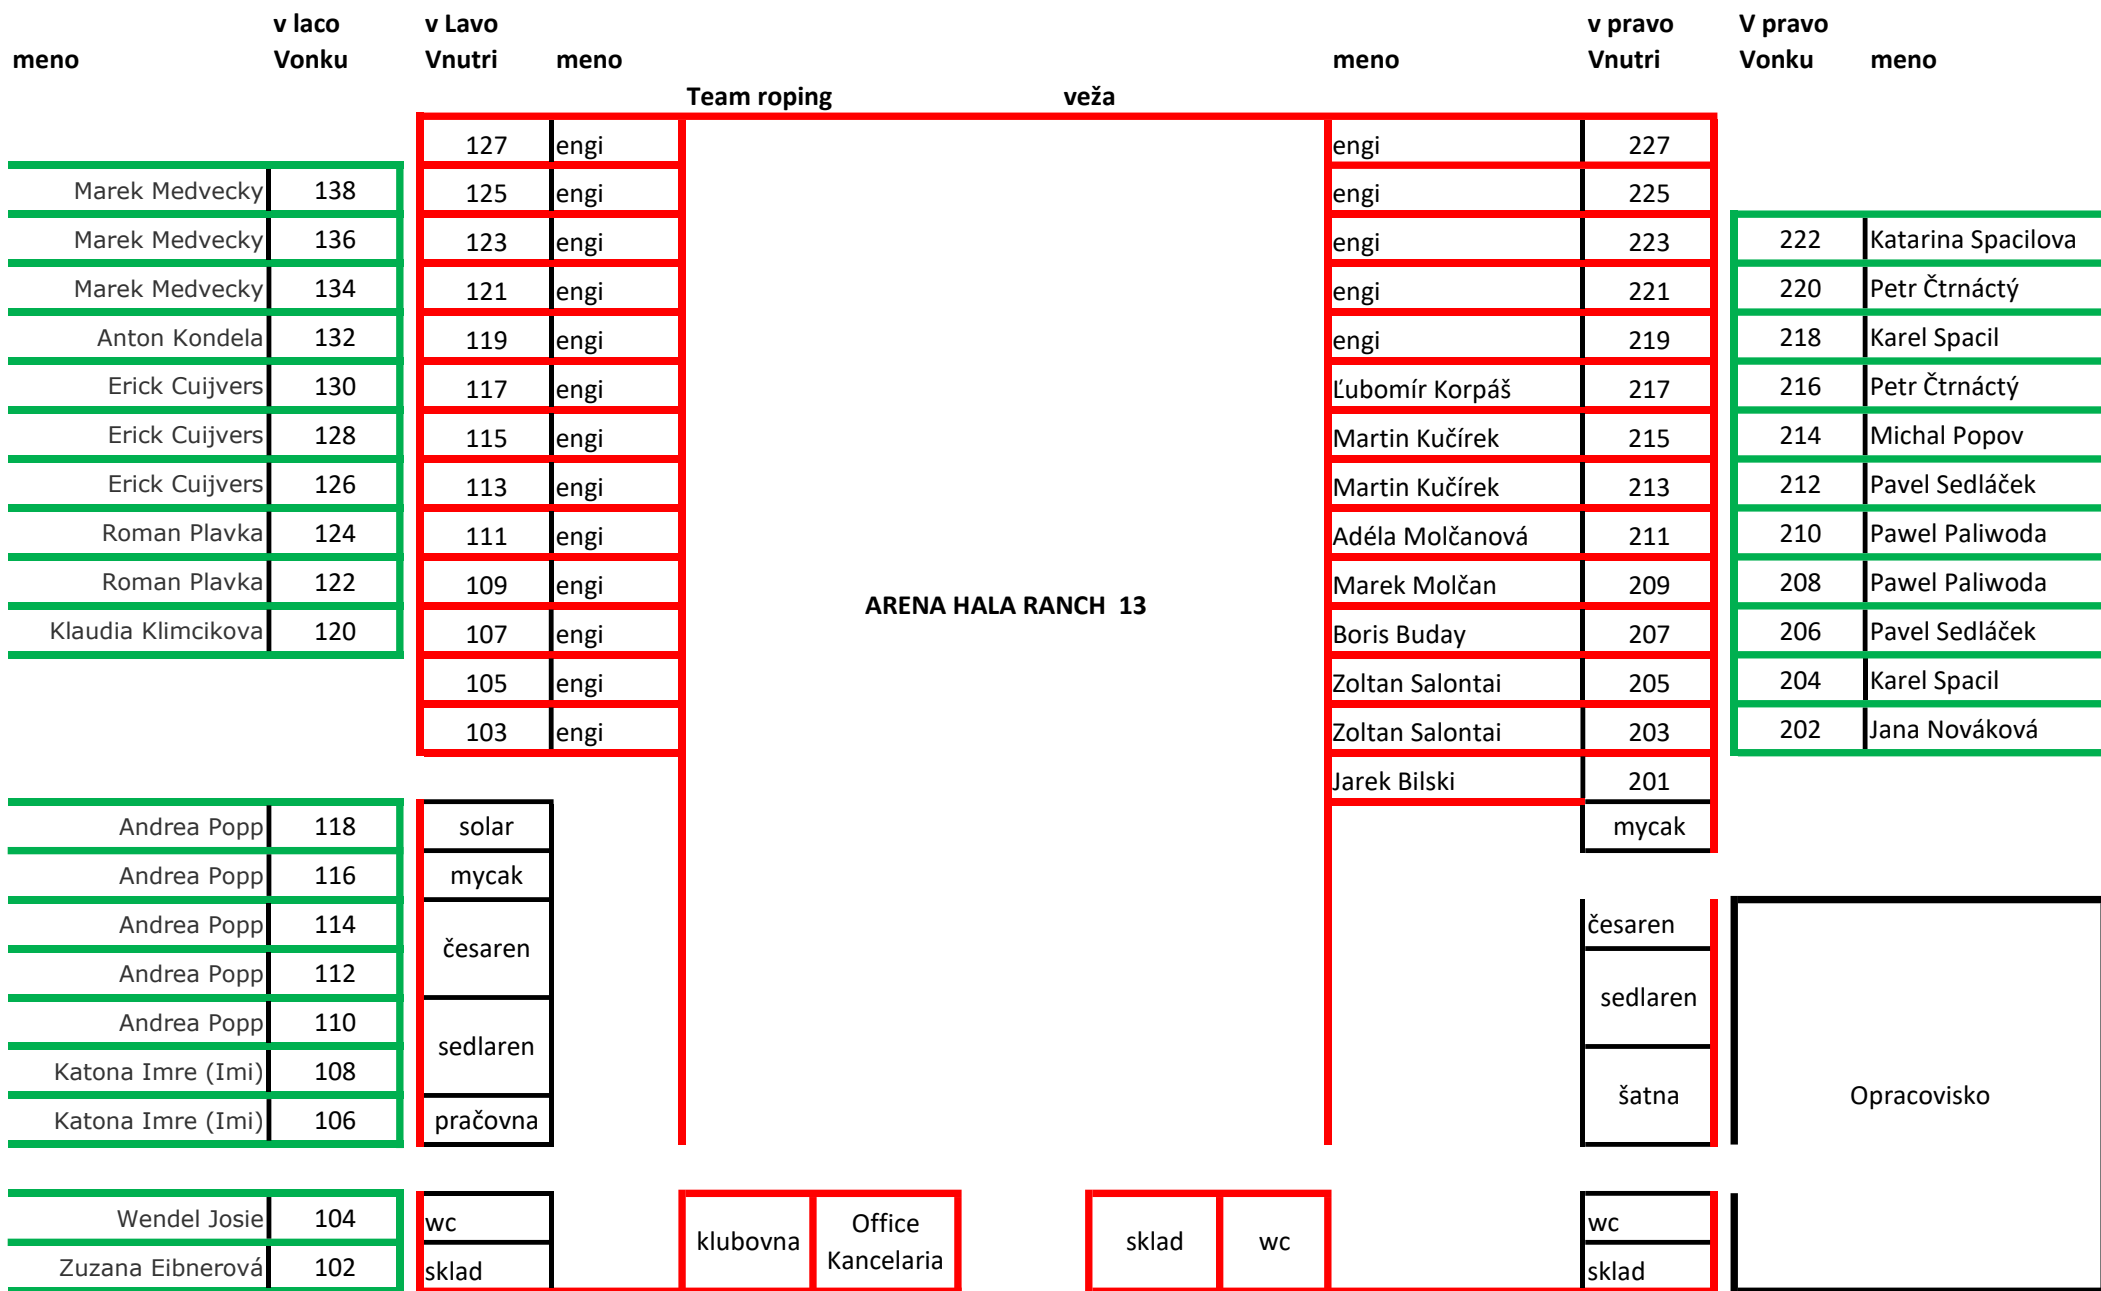 v laco v Lavo v pravo V pravo
meno Vonku Vnutri meno meno Vnutri Vonku meno
Team roping veža
127 engi engi 227
Marek Medvecky 138 125 engi engi 225
Marek Medvecky 136 123 engi engi 223 222 Katarina Spacilova
Marek Medvecky 134 121 engi engi 221 220 Petr Čtrnáctý
Anton Kondela 132 119 engi engi 219 218 Karel Spacil
Erick Cuijvers 130 117 engi Ľubomír Korpáš 217 216 Petr Čtrnáctý
Erick Cuijvers 128 115 engi Martin Kučírek 215 214 Michal Popov
Erick Cuijvers 126 113 engi Martin Kučírek 213 212 Pavel Sedláček
Roman Plavka 124 111 engi Adéla Molčanová 211 210 Pawel Paliwoda
Roman Plavka 122 109 engi ARENA HALA RANCH 13 Marek Molčan 209 208 Pawel Paliwoda
Klaudia Klimcikova 120 107 engi Boris Buday 207 206 Pavel Sedláček
105 engi Zoltan Salontai 205 204 Karel Spacil
103 engi Zoltan Salontai 203 202 Jana Nováková
Jarek Bilski 201
Andrea Popp 118 solar mycak
Andrea Popp 116 mycak
Andrea Popp 114 česaren česaren
Andrea Popp 112
Andrea Popp 110 sedlaren sedlaren
Katona Imre (Imi) 108
Katona Imre (Imi) 106 pračovna šatna Opracovisko
Wendel Josie 104 wc klubovna Office Kancelaria sklad wc wc
Zuzana Eibnerová 102 sklad sklad